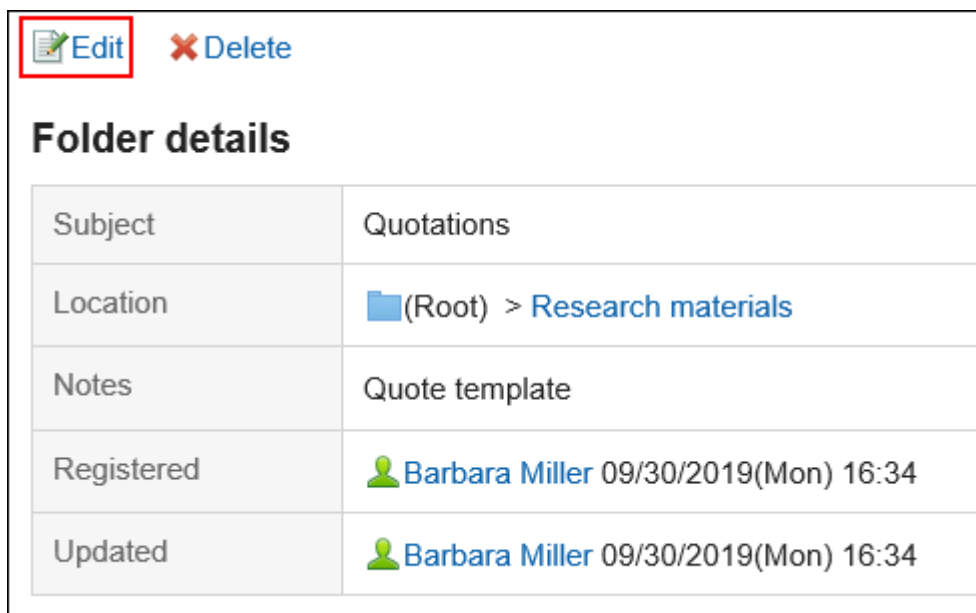 Edit Delete
Folder details
Subject Quotations
Location (Root) > Research materials
Notes Quote template
Registered Barbara Miller 09/30/2019(Mon) 16:34
Updated Barbara Miller 09/30/2019(Mon) 16:34